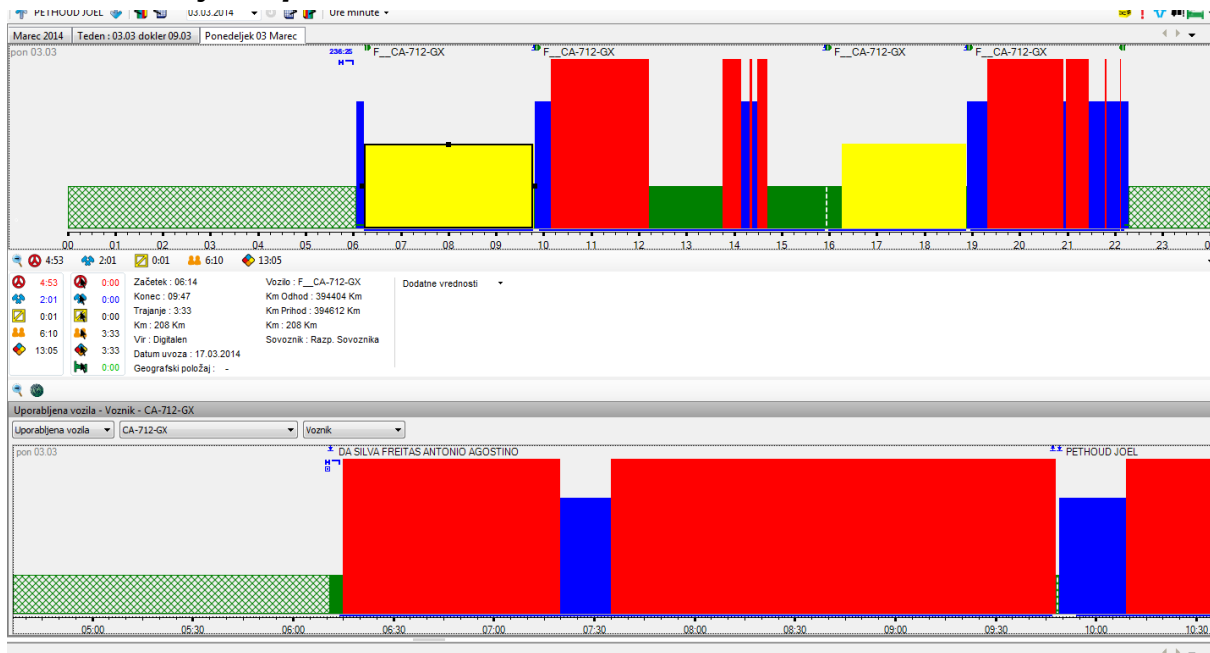 PETHOUD JOEL 03.03.2014 Ure minute
Marec 2014 Teden : 03.03 dokler 09.03 Ponedeljek 03 Marec
pon 03.03 236:25 F__CA-712-GX F__CA-712-GX F__CA-712-GX F__CA-712-GX
00 01 02 03 04 05 06 07 08 09 10 11 12 13 14 15 16 17 18 19 20 21 22 23
4:53 2:01 0:01 6:10 13:05
4:53 0:00 Začetek : 06:14 Vozilo : F__CA-712-GX Dodatne vrednosti
2:01 0:00 Konec : 09:47 Km Odhod : 394404 Km
0:01 0:00 Trajanje : 3:33 Km Prihod : 394612 Km
6:10 3:33 Km : 208 Km Km : 208 Km
13:05 3:33 Vir : Digitalen Sovoznik : Razp. Sovoznika
Datum uvoza : 17.03.2014
0:00 Geografski položaj : -
Uporabljena vozila - Voznik - CA-712-GX
Uporabljena vozila CA-712-GX Voznik
pon 03.03 DA SILVA FREITAS ANTONIO AGOSTINO PETHOUD JOEL
05:00 05:30 06:00 06:30 07:00 07:30 08:00 08:30 09:00 09:30 10:00 10:30